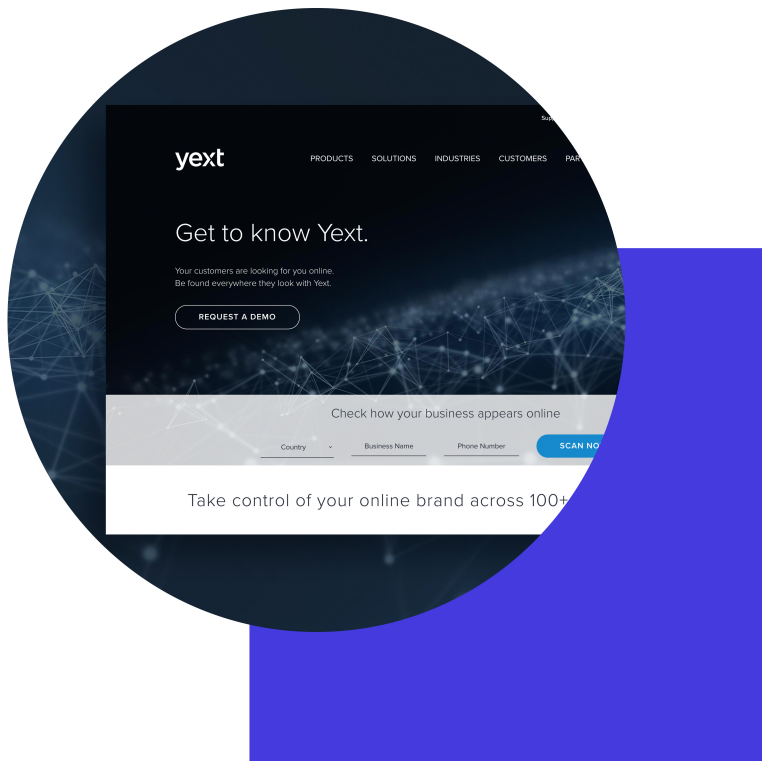 yext
PRODUCTS SOLUTIONS INDUSTRIES CUSTOMERS
Get to know Yext.
Your customers are looking for you online.
Be found everywhere they look with Yext.
REQUEST A DEMO
Check how your business appears online
Country Business Name Phone Number SCAN
Take control of your online brand across 100+